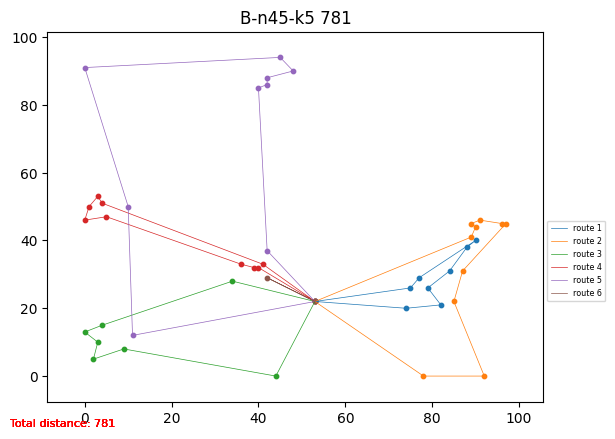 B-n45-k5 781
100
80
60
40
20
0
0 20 40 60 80 100
route 1
route 2
route 3
route 4
route 5
route 6
Total distance: 781